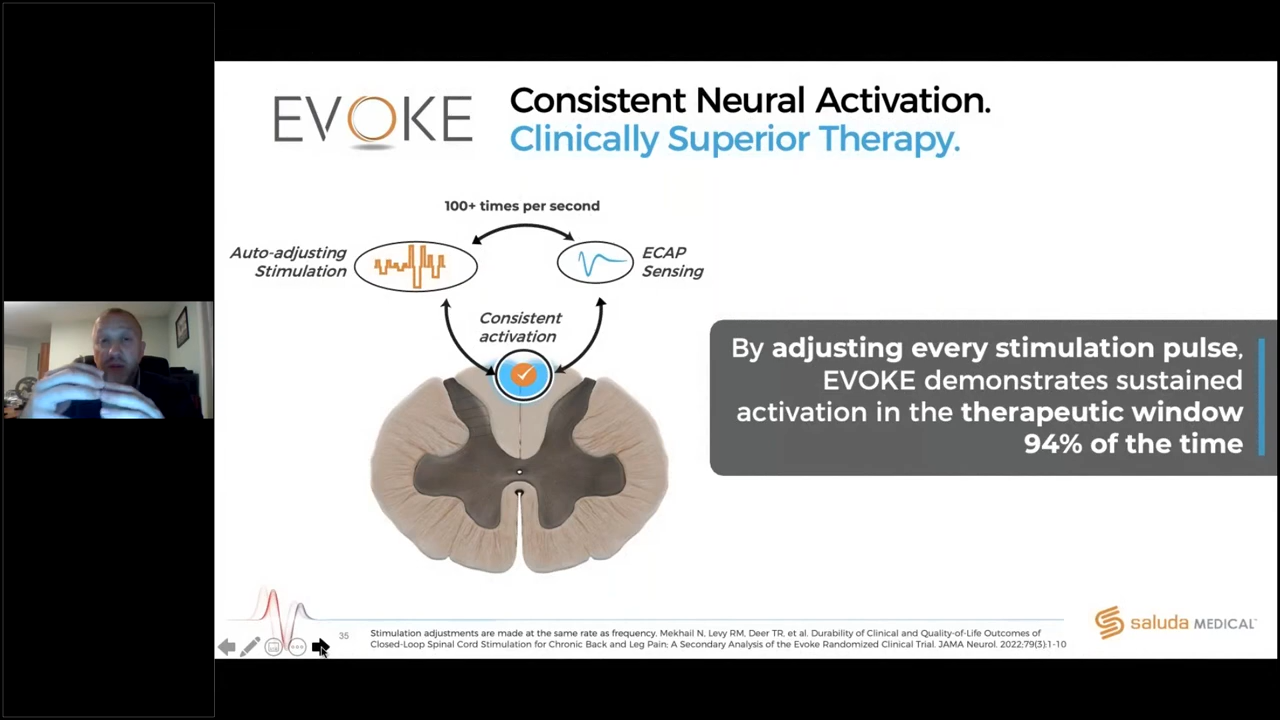 EVOKE
Consistent Neural Activation.
Clinically Superior Therapy.
100+ times per second
Auto-adjusting
Stimulation
ECAP
Sensing
Consistent
activation
By adjusting every stimulation pulse,
EVOKE demonstrates sustained
activation in the therapeutic window
94% of the time
35
Stimulation adjustments are made at the same rate as frequency. Mekhail N, Levy RM, Deer TR, et al. Durability of Clinical and Quality-of-Life Outcomes of
Closed-Loop Spinal Cord Stimulation for Chronic Back and Leg Pain; A Secondary Analysis of the Evoke Randomized Clinical Trial. JAMA Neurol. 2022;79(3):1-10
saluda MEDICAL™